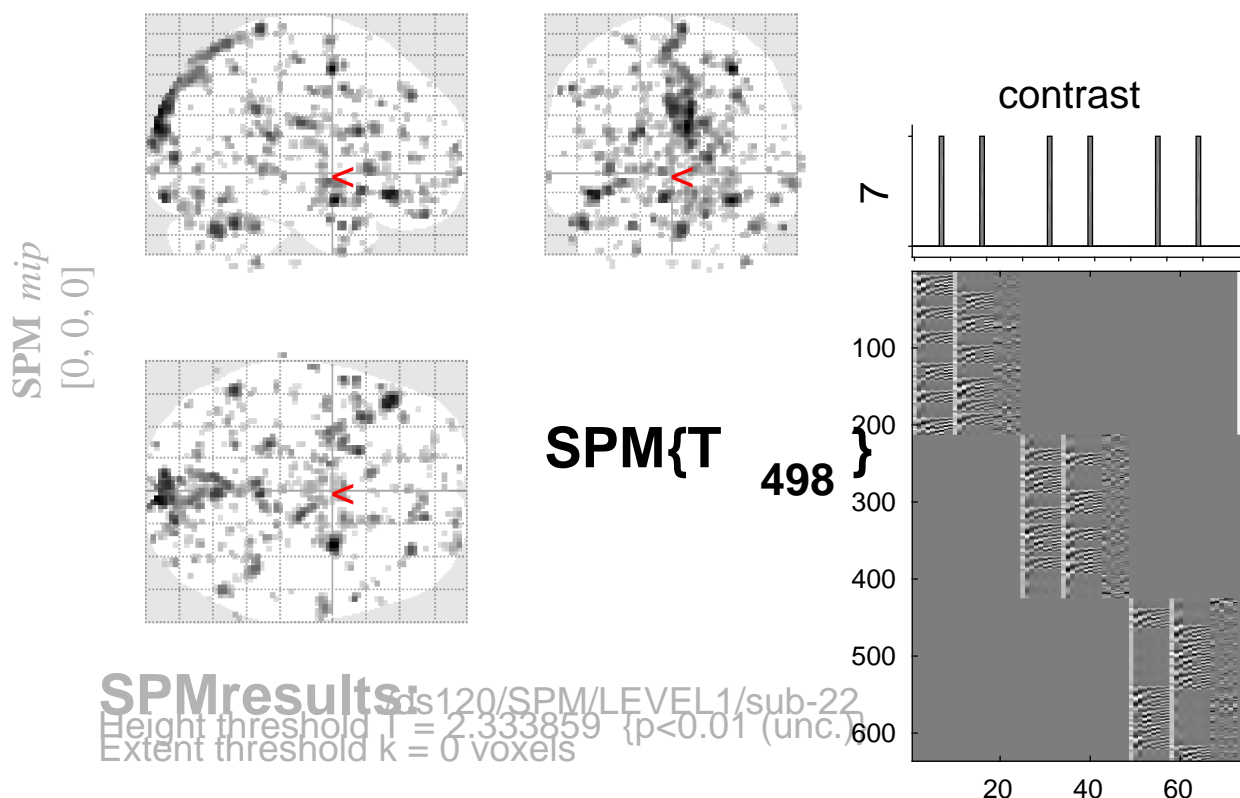 SPM mip
[0, 0, 0]
<
<
<
SPM{T498}
contrast
7
100
200
300
400
500
600
20
40
60
SPMresults: /ds120/SPM/LEVEL1/sub-22
Height threshold T = 2.333859 {p<0.01 (unc.)}
Extent threshold k = 0 voxels